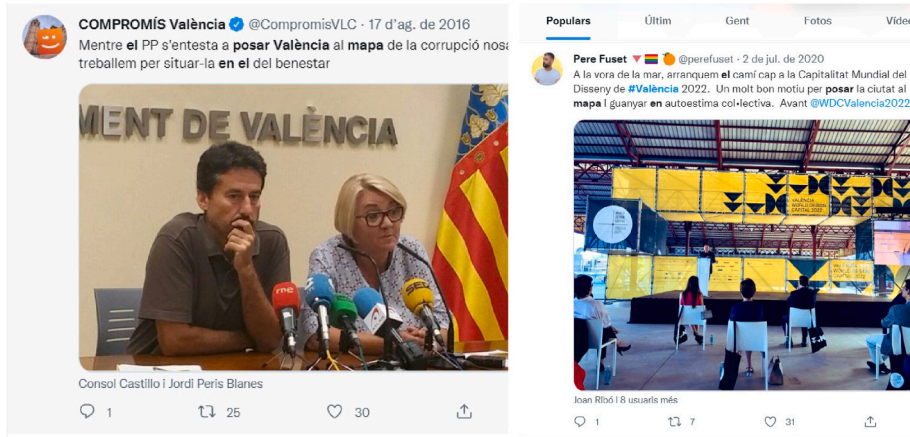 COMPROMÍS València @CompromisVLC · 17 d'ag. de 2016
Mentre el PP s'entesta a posar València al mapa de la corrupció nosa
treballem per situar-la en el del benestar
MENT DE VALÈNCIA
rne
SER
Consol Castillo i Jordi Peris Blanes
1 25 30
Populars Últim Gent Fotos Vídeo
Pere Fuset @perefuset · 2 de jul. de 2020
A la vora de la mar, arranquem el camí cap a la Capitalitat Mundial del
Disseny de #València 2022. Un molt bon motiu per posar la ciutat al
mapa I guanyar en autoestima col•lectiva. Avant @WDCValencia2022
VALENCIA
WORLD DESIGN
CAPITAL 2022
Joan Ribó i 8 usuaris més
1 7 31